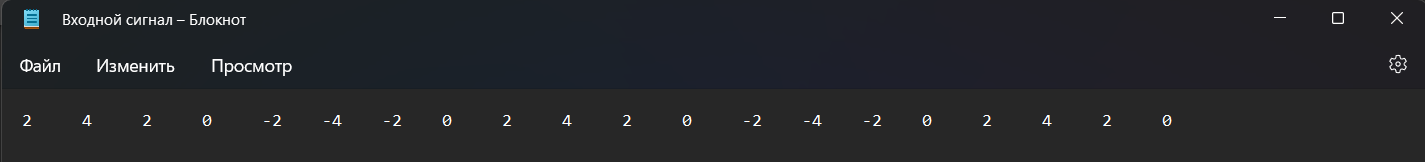 Входной сигнал – Блокнот
Файл Изменить Просмотр
2 4 2 0 -2 -4 -2 0 2 4 2 0 -2 -4 -2 0 2 4 2 0